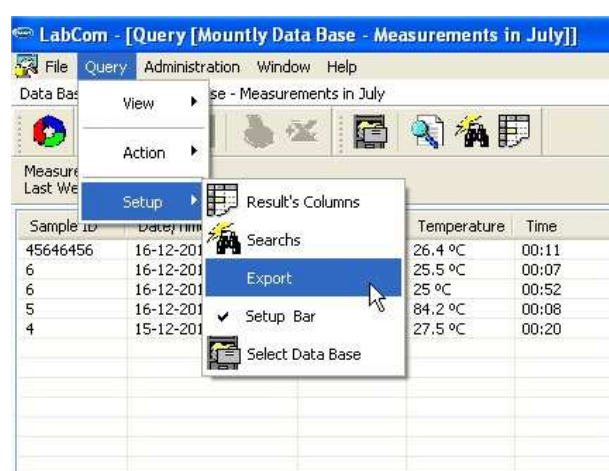 LabCom - [Query [Mountly Data Base - Measurements in July]]
File Query Administration Window Help
Data Bas se - Measurements in July
View
Action
Measure
Last We
Setup
Result's Columns
Searchs
Export
Setup Bar
Select Data Base
Sample ID Date/Time Temperature Time
45646456 16-12-201 26.4 ºC 00:11
6 16-12-201 25.5 ºC 00:07
6 16-12-201 25 ºC 00:52
5 16-12-201 84.2 ºC 00:08
4 15-12-201 27.5 ºC 00:20